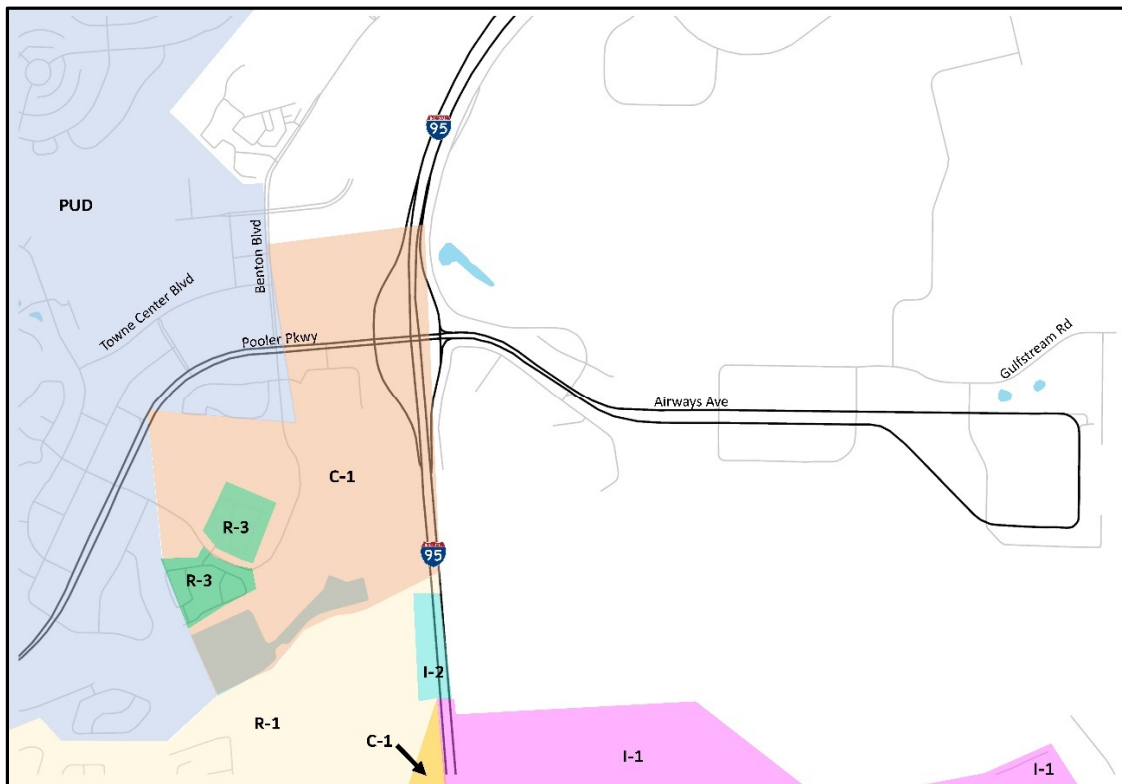 95
PUD
Benton Blvd
Towne Center Blvd
Pooler Pkwy
Gulfstream Rd
Airways Ave
C-1
R-3
95
R-3
I-2
R-1
C-1
I-1
I-1